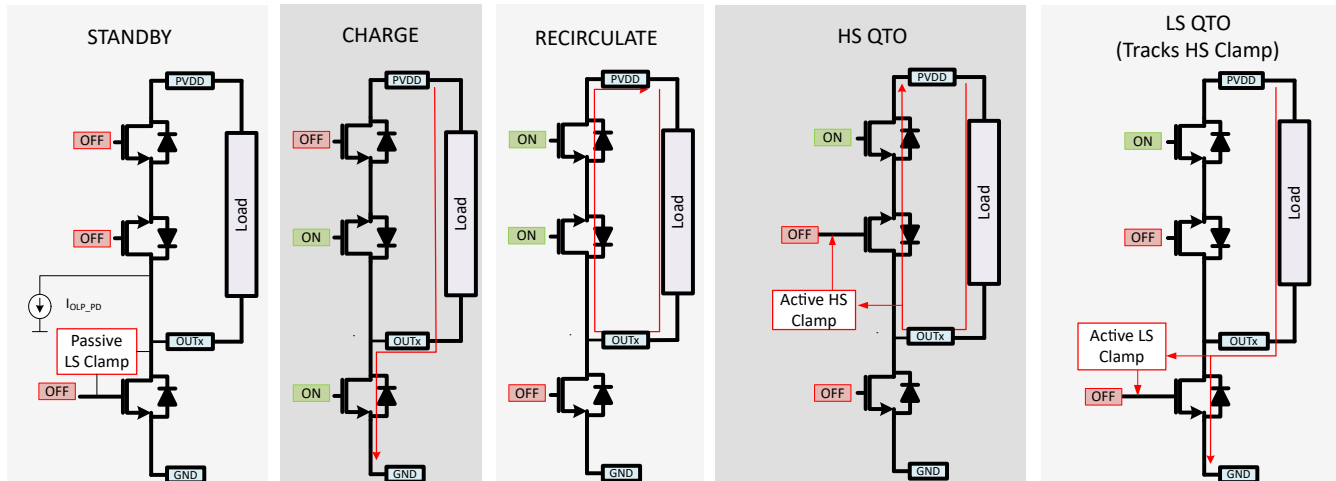 STANDBY
PVDD
OFF
OFF
Load
I_OLP_PD
Passive
LS Clamp
OUTx
OFF
GND
CHARGE
PVDD
OFF
ON
Load
OUTx
ON
GND
RECIRCULATE
PVDD
ON
ON
Load
OUTx
OFF
GND
HS QTO
PVDD
ON
OFF
Load
Active HS
Clamp
OUTx
OFF
GND
LS QTO
(Tracks HS Clamp)
PVDD
ON
OFF
Load
Active LS
Clamp
OUTx
OFF
GND